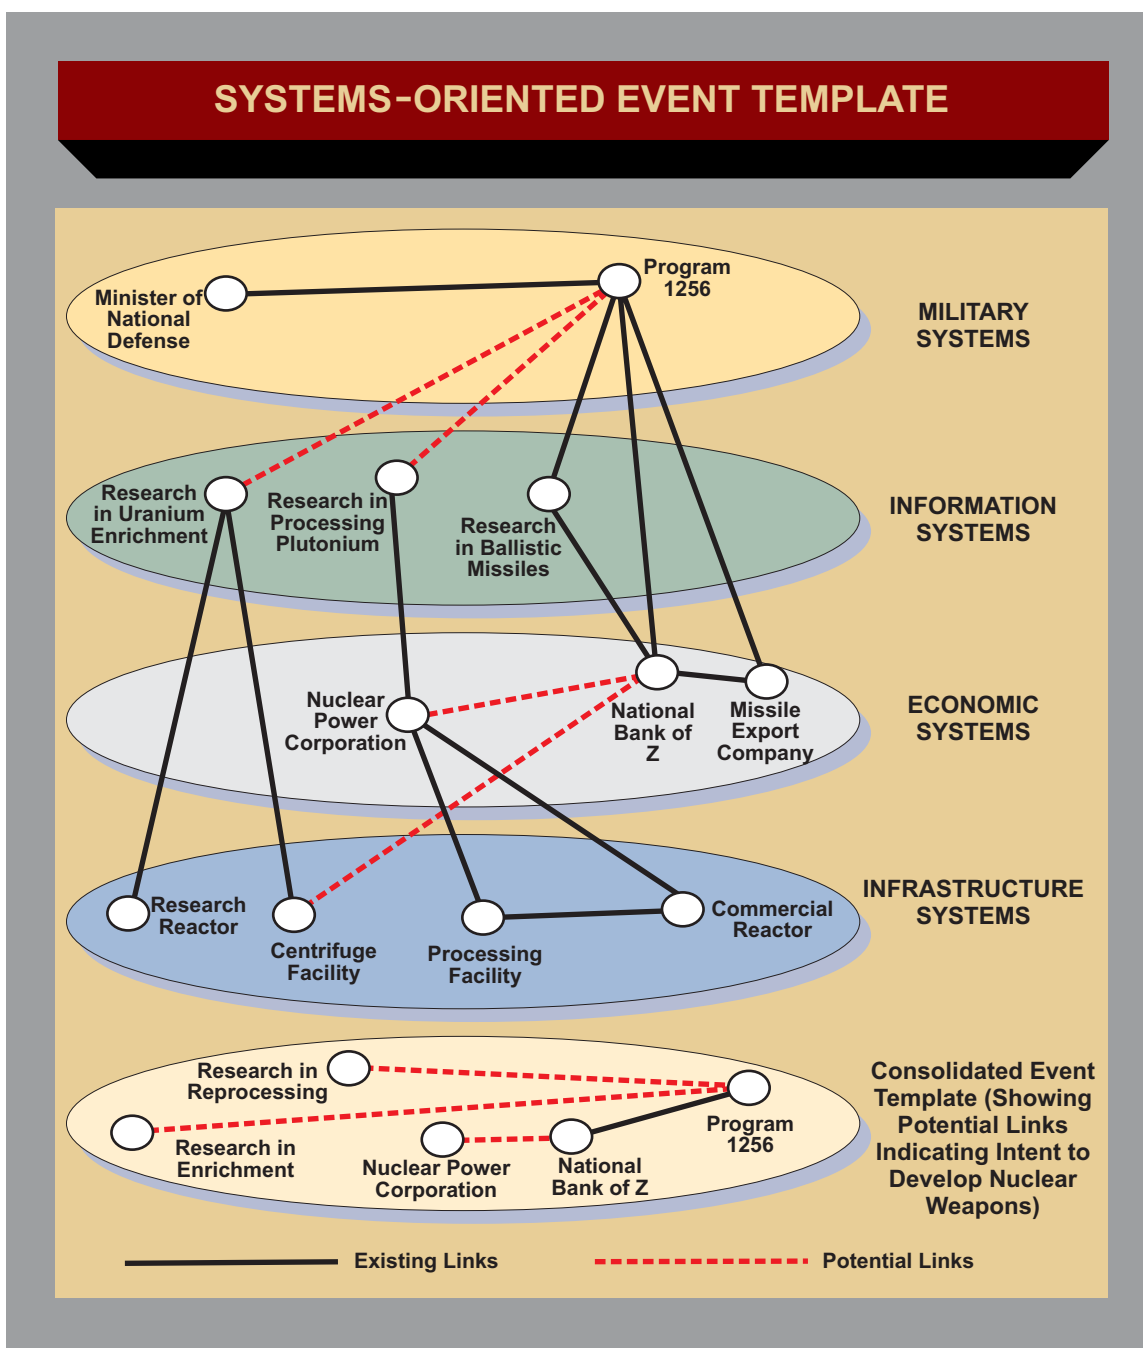 SYSTEMS-ORIENTED EVENT TEMPLATE
Minister of
National
Defense
Program
1256
MILITARY
SYSTEMS
Research
in Uranium
Enrichment
Research in
Processing
Plutonium
Research
in Ballistic
Missiles
INFORMATION
SYSTEMS
Nuclear
Power
Corporation
National
Bank of
Z
Missile
Export
Company
ECONOMIC
SYSTEMS
Research
Reactor
Centrifuge
Facility
Processing
Facility
Commercial
Reactor
INFRASTRUCTURE
SYSTEMS
Research in
Reprocessing
Research in
Enrichment
Nuclear Power
Corporation
National
Bank of Z
Program
1256
Consolidated Event
Template (Showing
Potential Links
Indicating Intent to
Develop Nuclear
Weapons)
Existing Links
Potential Links